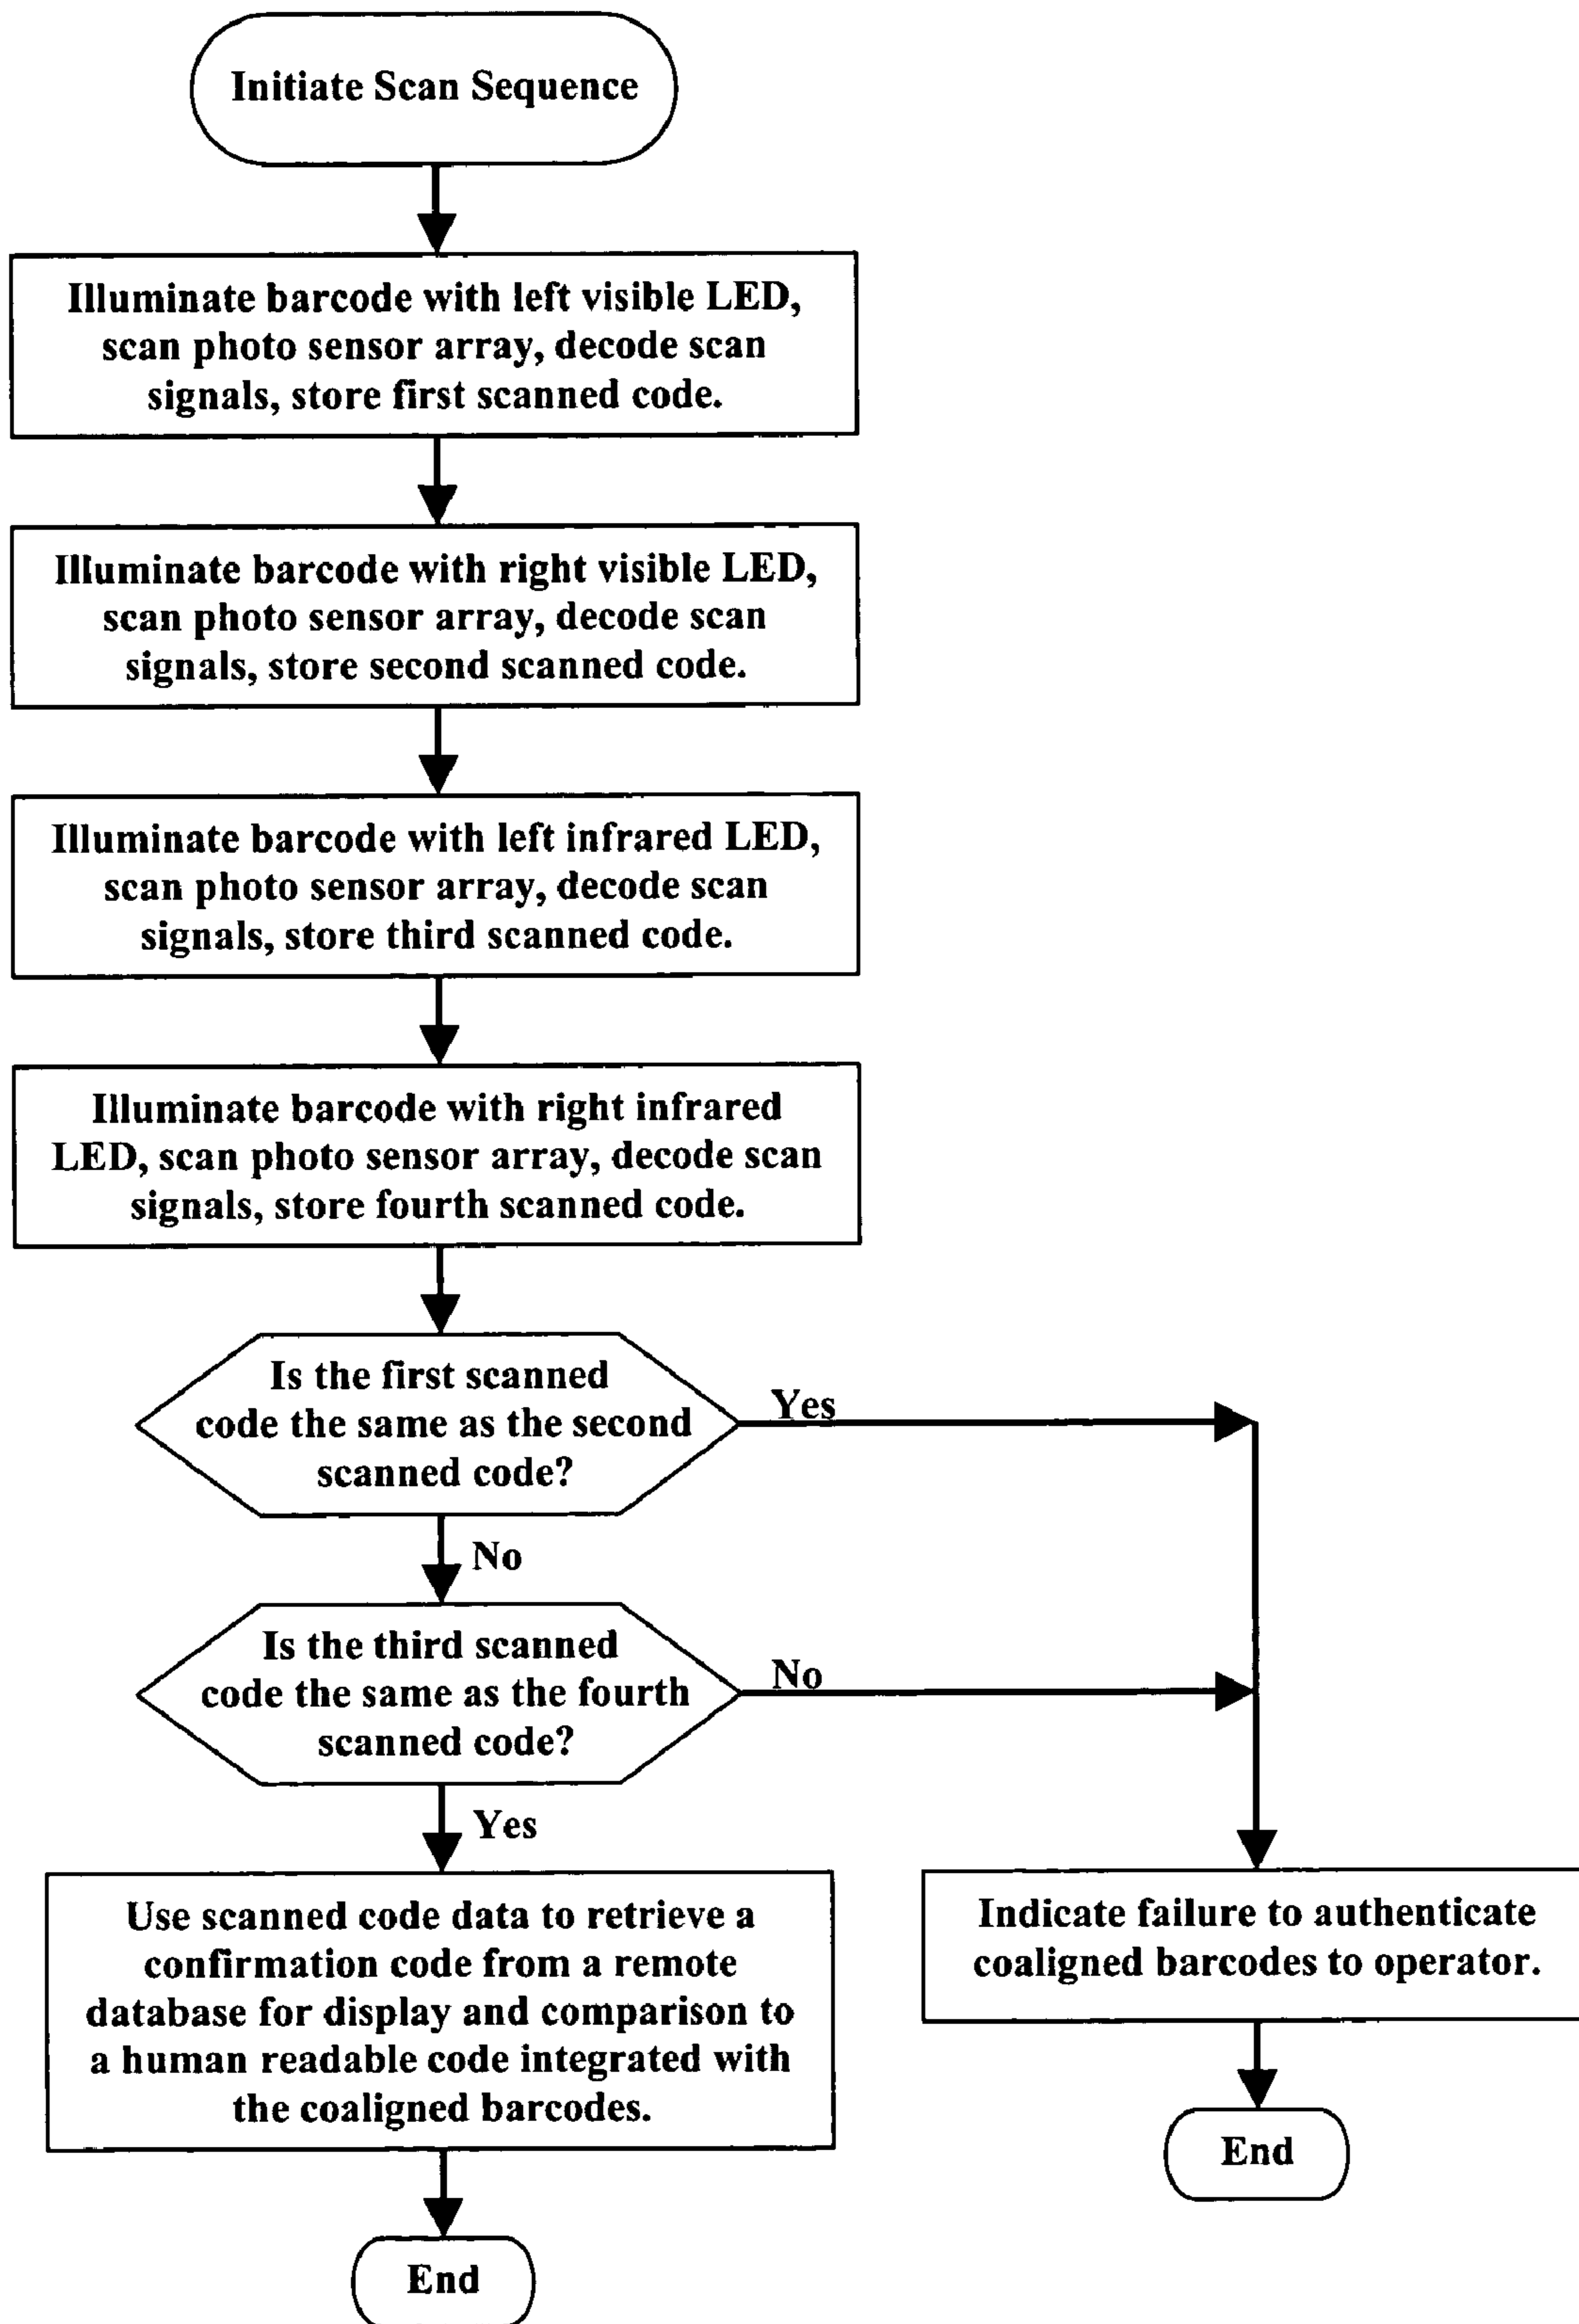 Initiate Scan Sequence
Illuminate barcode with left visible LED,
scan photo sensor array, decode scan
signals, store first scanned code.
Illuminate barcode with right visible LED,
scan photo sensor array, decode scan
signals, store second scanned code.
Illuminate barcode with left infrared LED,
scan photo sensor array, decode scan
signals, store third scanned code.
Illuminate barcode with right infrared
LED, scan photo sensor array, decode scan
signals, store fourth scanned code.
Is the first scanned
code the same as the second
scanned code?
Yes
No
Is the third scanned
code the same as the fourth
scanned code?
No
Yes
Use scanned code data to retrieve a
confirmation code from a remote
database for display and comparison to
a human readable code integrated with
the coaligned barcodes.
End
Indicate failure to authenticate
coaligned barcodes to operator.
End